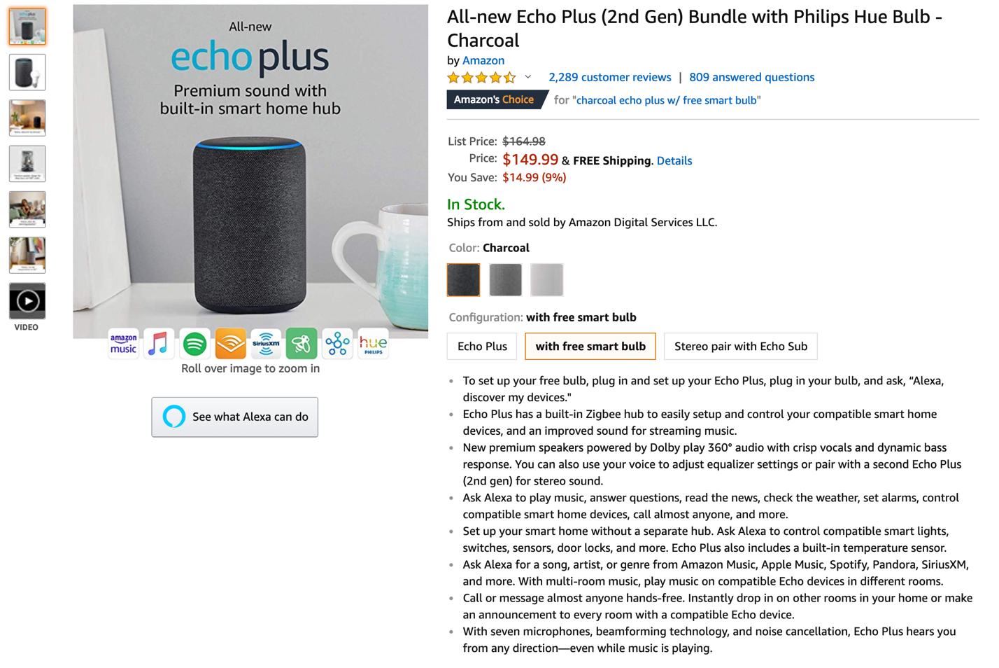 All-new
echo plus
Premium sound with
built-in smart home hub
amazon music
SiriusXM
hue
PHILIPS
Roll over image to zoom in
See what Alexa can do
VIDEO
All-new Echo Plus (2nd Gen) Bundle with Philips Hue Bulb -
Charcoal
by Amazon
2,289 customer reviews | 809 answered questions
Amazon's Choice for "charcoal echo plus w/ free smart bulb"
List Price: $164.98
Price: $149.99 & FREE Shipping. Details
You Save: $14.99 (9%)
In Stock.
Ships from and sold by Amazon Digital Services LLC.
Color: Charcoal
Configuration: with free smart bulb
Echo Plus with free smart bulb Stereo pair with Echo Sub
• To set up your free bulb, plug in and set up your Echo Plus, plug in your bulb, and ask, “Alexa,
discover my devices."
• Echo Plus has a built-in Zigbee hub to easily setup and control your compatible smart home
devices, and an improved sound for streaming music.
• New premium speakers powered by Dolby play 360° audio with crisp vocals and dynamic bass
response. You can also use your voice to adjust equalizer settings or pair with a second Echo Plus
(2nd gen) for stereo sound.
• Ask Alexa to play music, answer questions, read the news, check the weather, set alarms, control
compatible smart home devices, call almost anyone, and more.
• Set up your smart home without a separate hub. Ask Alexa to control compatible smart lights,
switches, sensors, door locks, and more. Echo Plus also includes a built-in temperature sensor.
• Ask Alexa for a song, artist, or genre from Amazon Music, Apple Music, Spotify, Pandora, SiriusXM,
and more. With multi-room music, play music on compatible Echo devices in different rooms.
• Call or message almost anyone hands-free. Instantly drop in on other rooms in your home or make
an announcement to every room with a compatible Echo device.
• With seven microphones, beamforming technology, and noise cancellation, Echo Plus hears you
from any direction—even while music is playing.